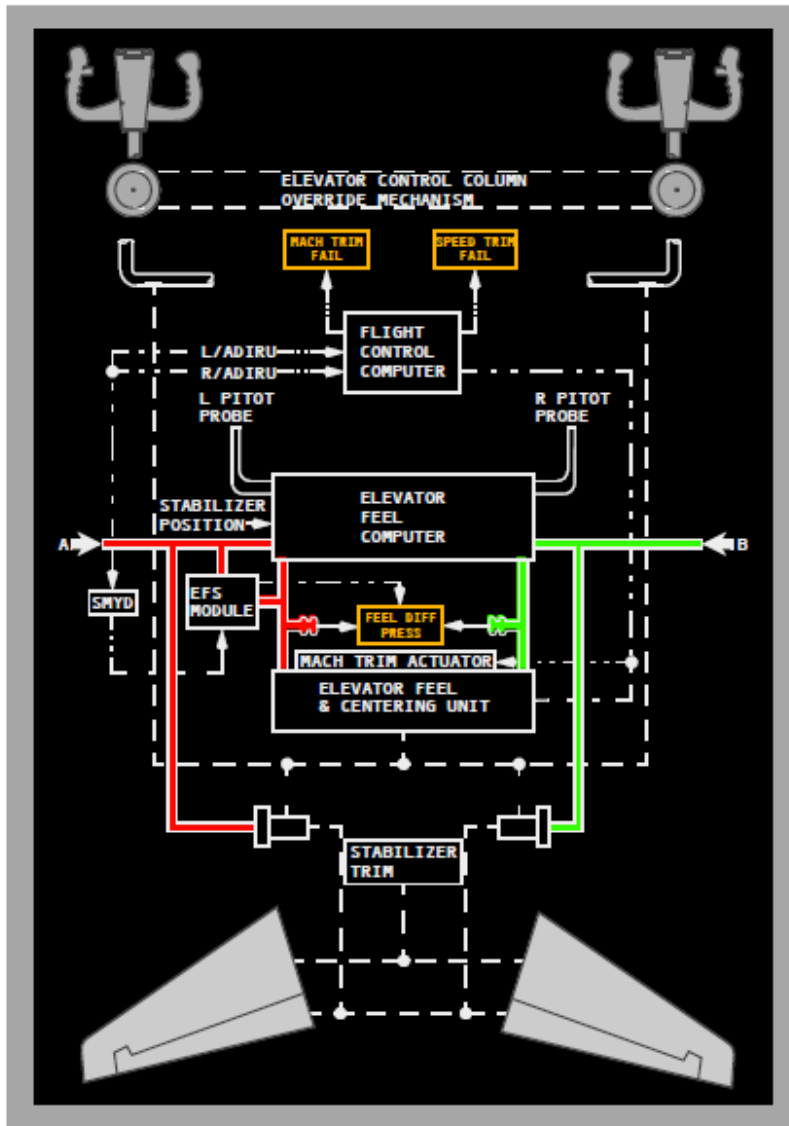 ELEVATOR CONTROL COLUMN
OVERRIDE MECHANISM
MACH TRIM
FAIL
SPEED TRIM
FAIL
FLIGHT
CONTROL
COMPUTER
L/ADIRU
R/ADIRU
L PITOT
PROBE
R PITOT
PROBE
ELEVATOR
FEEL
COMPUTER
STABILIZER
POSITION
A
B
SMYD
EFS
MODULE
FEEL DIFF
PRESS
MACH TRIM ACTUATOR
ELEVATOR FEEL
& CENTERING UNIT
STABILIZER
TRIM